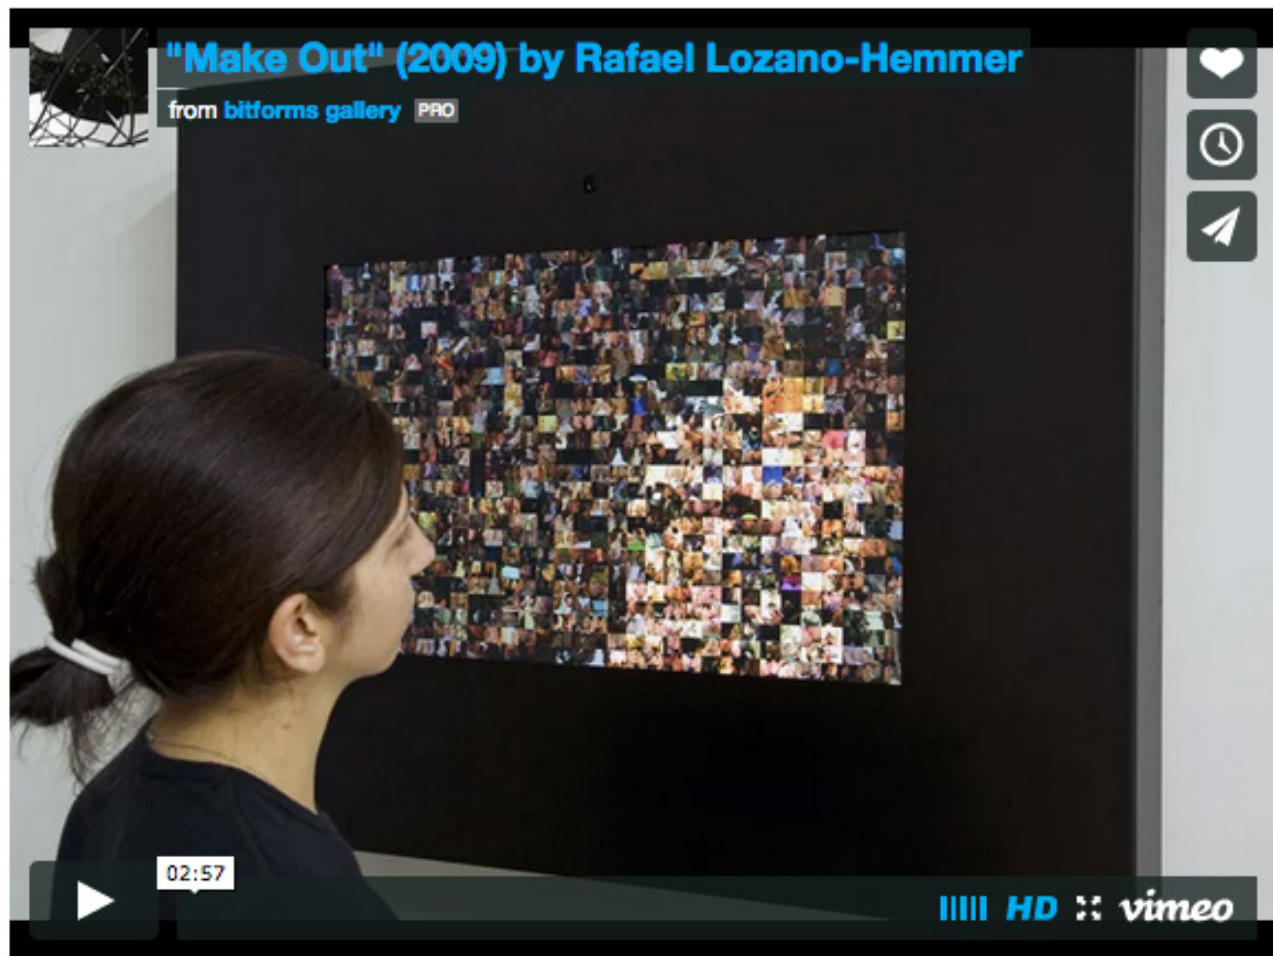 "Make Out" (2009) by Rafael Lozano-Hemmer
from bitforms gallery PRO
02:57
HD vimeo